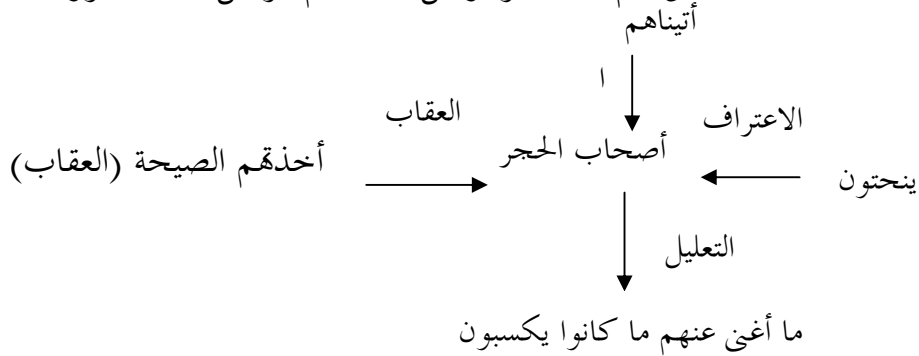 أتيناهم
ا
العقاب
الاعتراف
أصحاب الحجر
أخذتهم الصيحة (العقاب)
ينحتون
التعليل
ما أغنى عنهم ما كانوا يكسبون